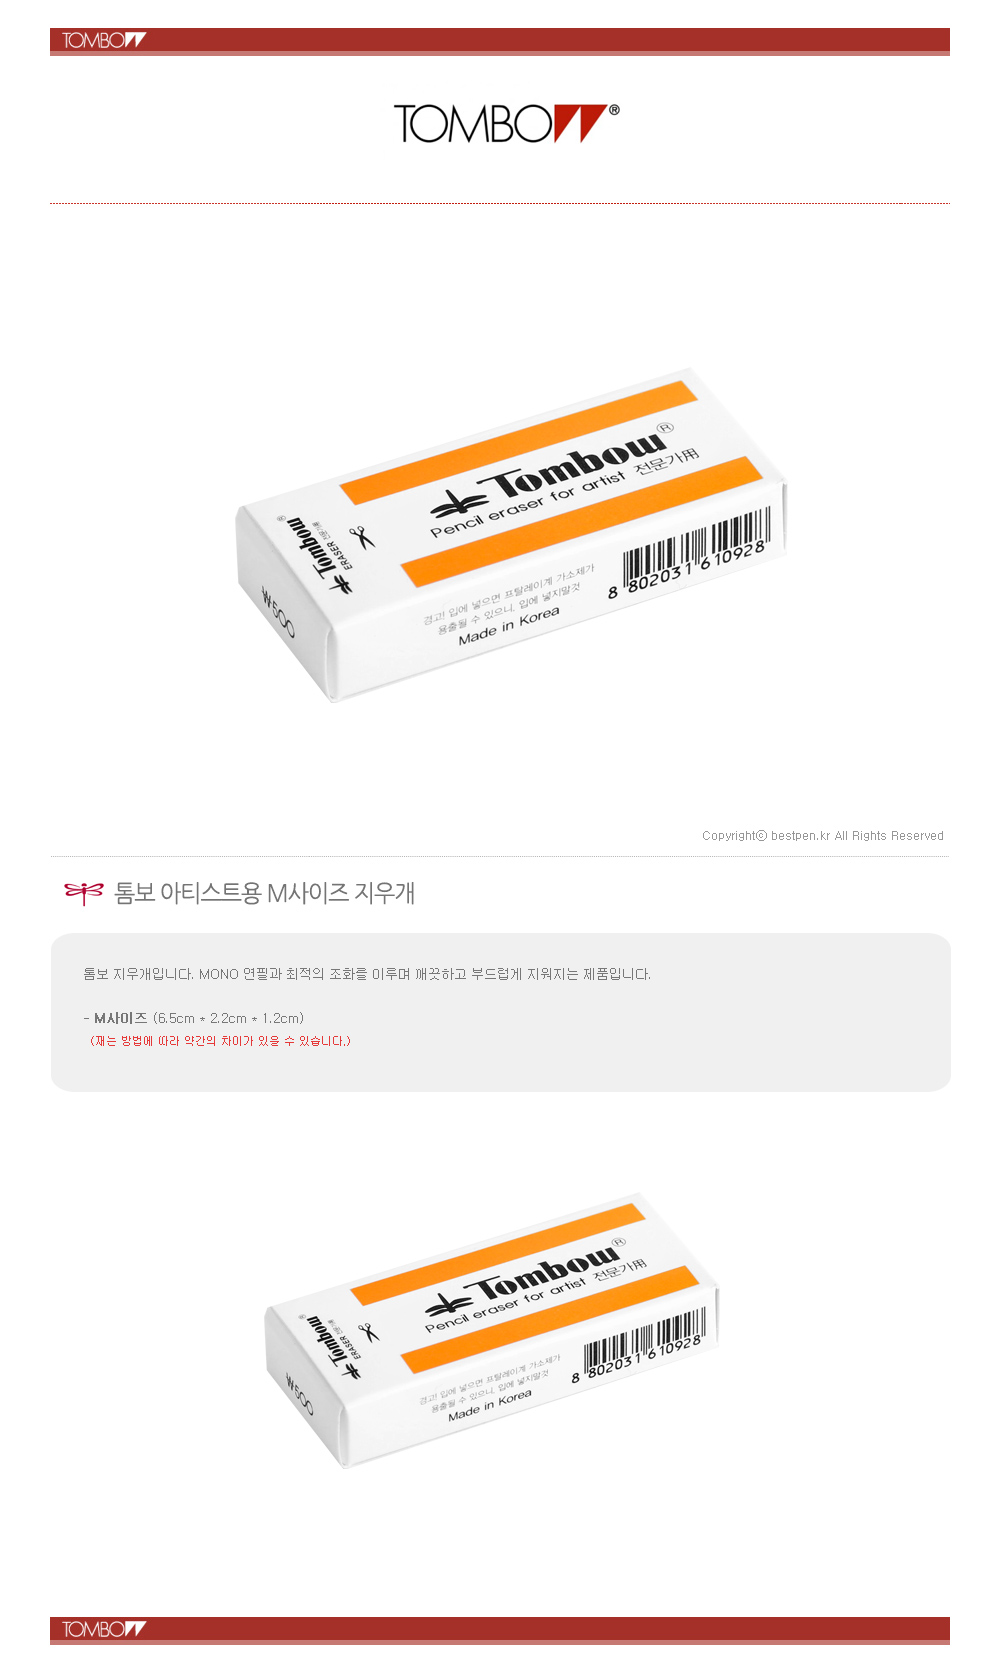 TOMBOW
TOMBOW®
Tombow®
Pencil eraser for artist 전문가用
Tombow®
ERASER 전문가用
₩500
경고! 입에 넣으면 프탈레이계 가소제가
용출될 수 있으니, 입에 넣지말것
Made in Korea
8 802031 610928
Copyrightⓒ bestpen.kr All Rights Reserved
톰보 아티스트용 M사이즈 지우개
톰보 지우개입니다. MONO 연필과 최적의 조화를 이루며 깨끗하고 부드럽게 지워지는 제품입니다.
- M사이즈 (6.5cm * 2.2cm * 1.2cm)
(재는 방법에 따라 약간의 차이가 있을 수 있습니다.)
Tombow®
Pencil eraser for artist 전문가用
Tombow®
ERASER 전문가用
₩500
경고! 입에 넣으면 프탈레이계 가소제가
용출될 수 있으니, 입에 넣지말것
Made in Korea
8 802031 610928
TOMBOW